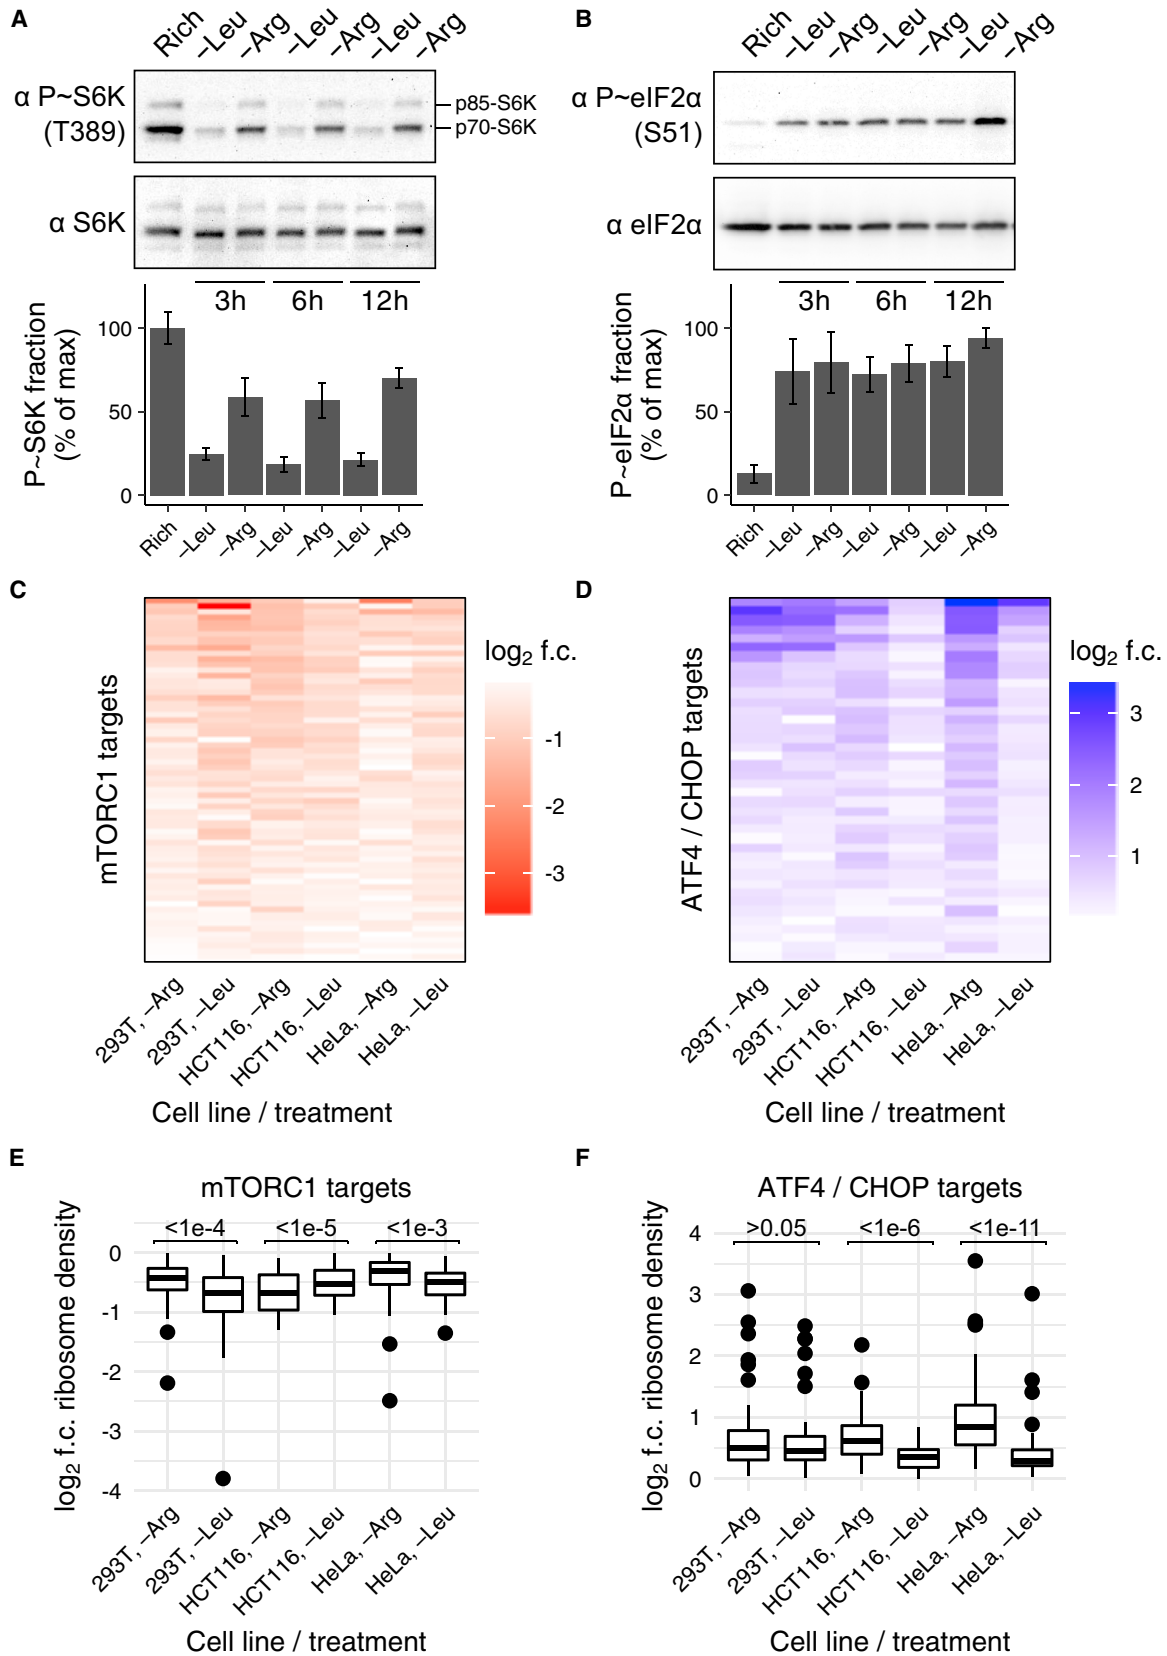 A
Rich –Leu –Arg –Leu –Arg –Leu –Arg
α P~S6K
(T389)
p85-S6K
p70-S6K
α S6K
3h 6h 12h
P~S6K fraction
(% of max)
100
50
0
Rich –Leu –Arg –Leu –Arg –Leu –Arg
B
Rich –Leu –Arg –Leu –Arg –Leu –Arg
α P~eIF2α
(S51)
α eIF2α
3h 6h 12h
P~eIF2α fraction
(% of max)
100
50
0
Rich –Leu –Arg –Leu –Arg –Leu –Arg
C
mTORC1 targets
log₂ f.c.
-1
-2
-3
293T, –Arg
293T, –Leu
HCT116, –Arg
HCT116, –Leu
HeLa, –Arg
HeLa, –Leu
Cell line / treatment
D
ATF4 / CHOP targets
log₂ f.c.
3
2
1
293T, –Arg
293T, –Leu
HCT116, –Arg
HCT116, –Leu
HeLa, –Arg
HeLa, –Leu
Cell line / treatment
E
mTORC1 targets
<1e-4 <1e-5 <1e-3
log₂ f.c. ribosome density
0
-1
-2
-3
-4
293T, –Arg
293T, –Leu
HCT116, –Arg
HCT116, –Leu
HeLa, –Arg
HeLa, –Leu
Cell line / treatment
F
ATF4 / CHOP targets
>0.05 <1e-6 <1e-11
log₂ f.c. ribosome density
4
3
2
1
0
293T, –Arg
293T, –Leu
HCT116, –Arg
HCT116, –Leu
HeLa, –Arg
HeLa, –Leu
Cell line / treatment